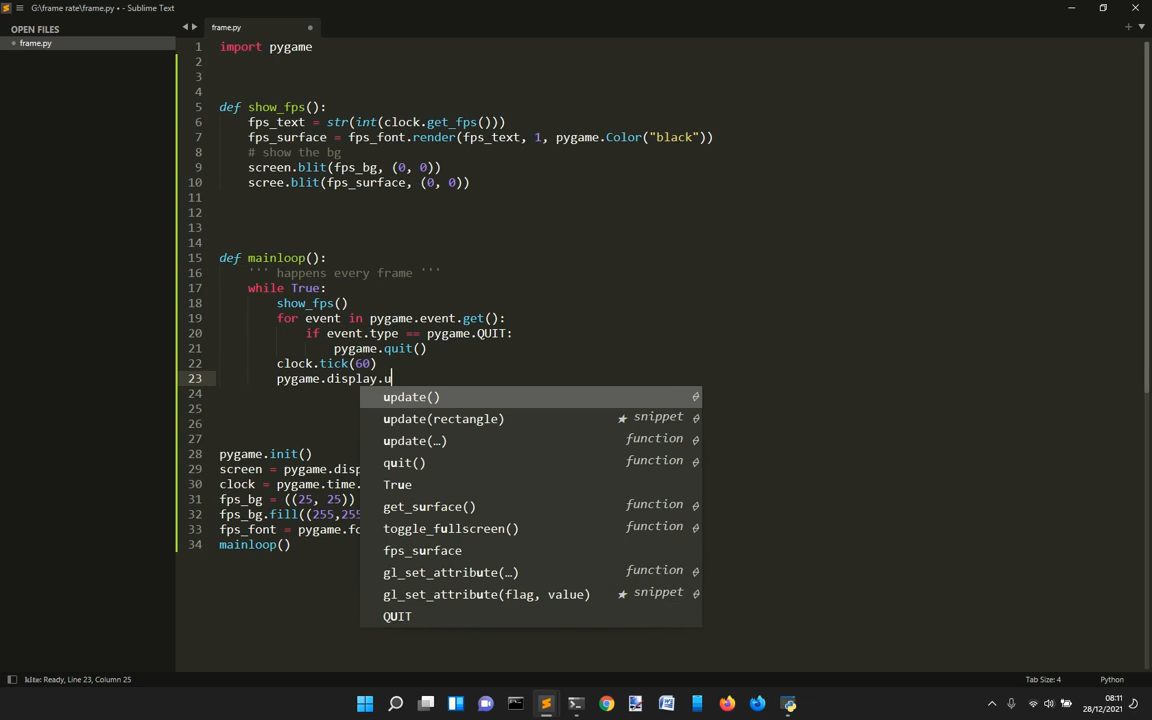 G:\frame rate\frame.py • - Sublime Text
OPEN FILES
frame.py
frame.py
1 import pygame
2
3
4
5 def show_fps():
6 fps_text = str(int(clock.get_fps()))
7 fps_surface = fps_font.render(fps_text, 1, pygame.Color("black"))
8 # show the bg
9 screen.blit(fps_bg, (0, 0))
10 scree.blit(fps_surface, (0, 0))
11
12
13
14
15 def mainloop():
16 ''' happens every frame '''
17 while True:
18 show_fps()
19 for event in pygame.event.get():
20 if event.type == pygame.QUIT:
21 pygame.quit()
22 clock.tick(60)
23 pygame.display.u
24
25
26
27
28 pygame.init()
29 screen = pygame.disp
30 clock = pygame.time.
31 fps_bg = ((25, 25))
32 fps_bg.fill((255,255
33 fps_font = pygame.fo
34 mainloop()
update()
update(rectangle) snippet
update(…) function
quit() function
True
get_surface() function
toggle_fullscreen() function
fps_surface
gl_set_attribute(…) function
gl_set_attribute(flag, value) snippet
QUIT
kite: Ready, Line 23, Column 25
Tab Size: 4
Python
08:11
28/12/2021